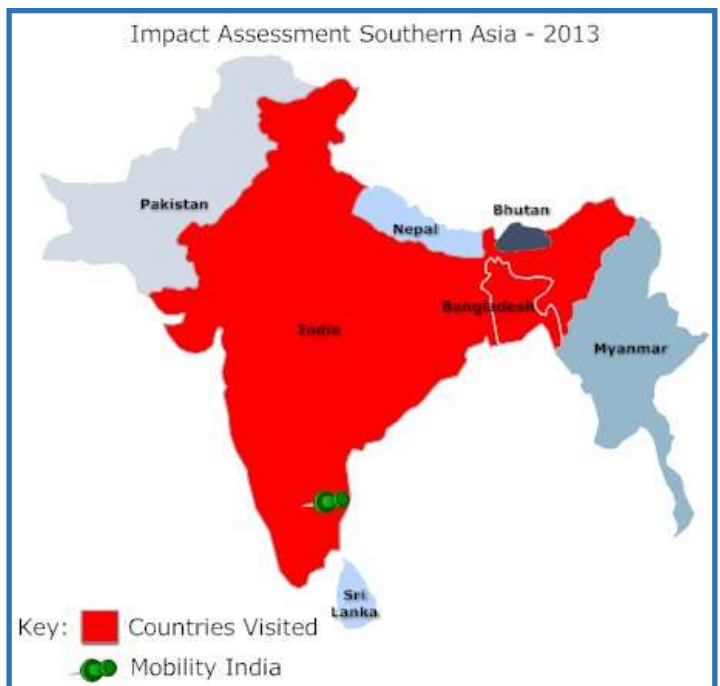 Impact Assessment Southern Asia - 2013
Pakistan
Nepal
Bhutan
Bangladesh
India
Myanmar
Sri
Lanka
Key: Countries Visited
Mobility India